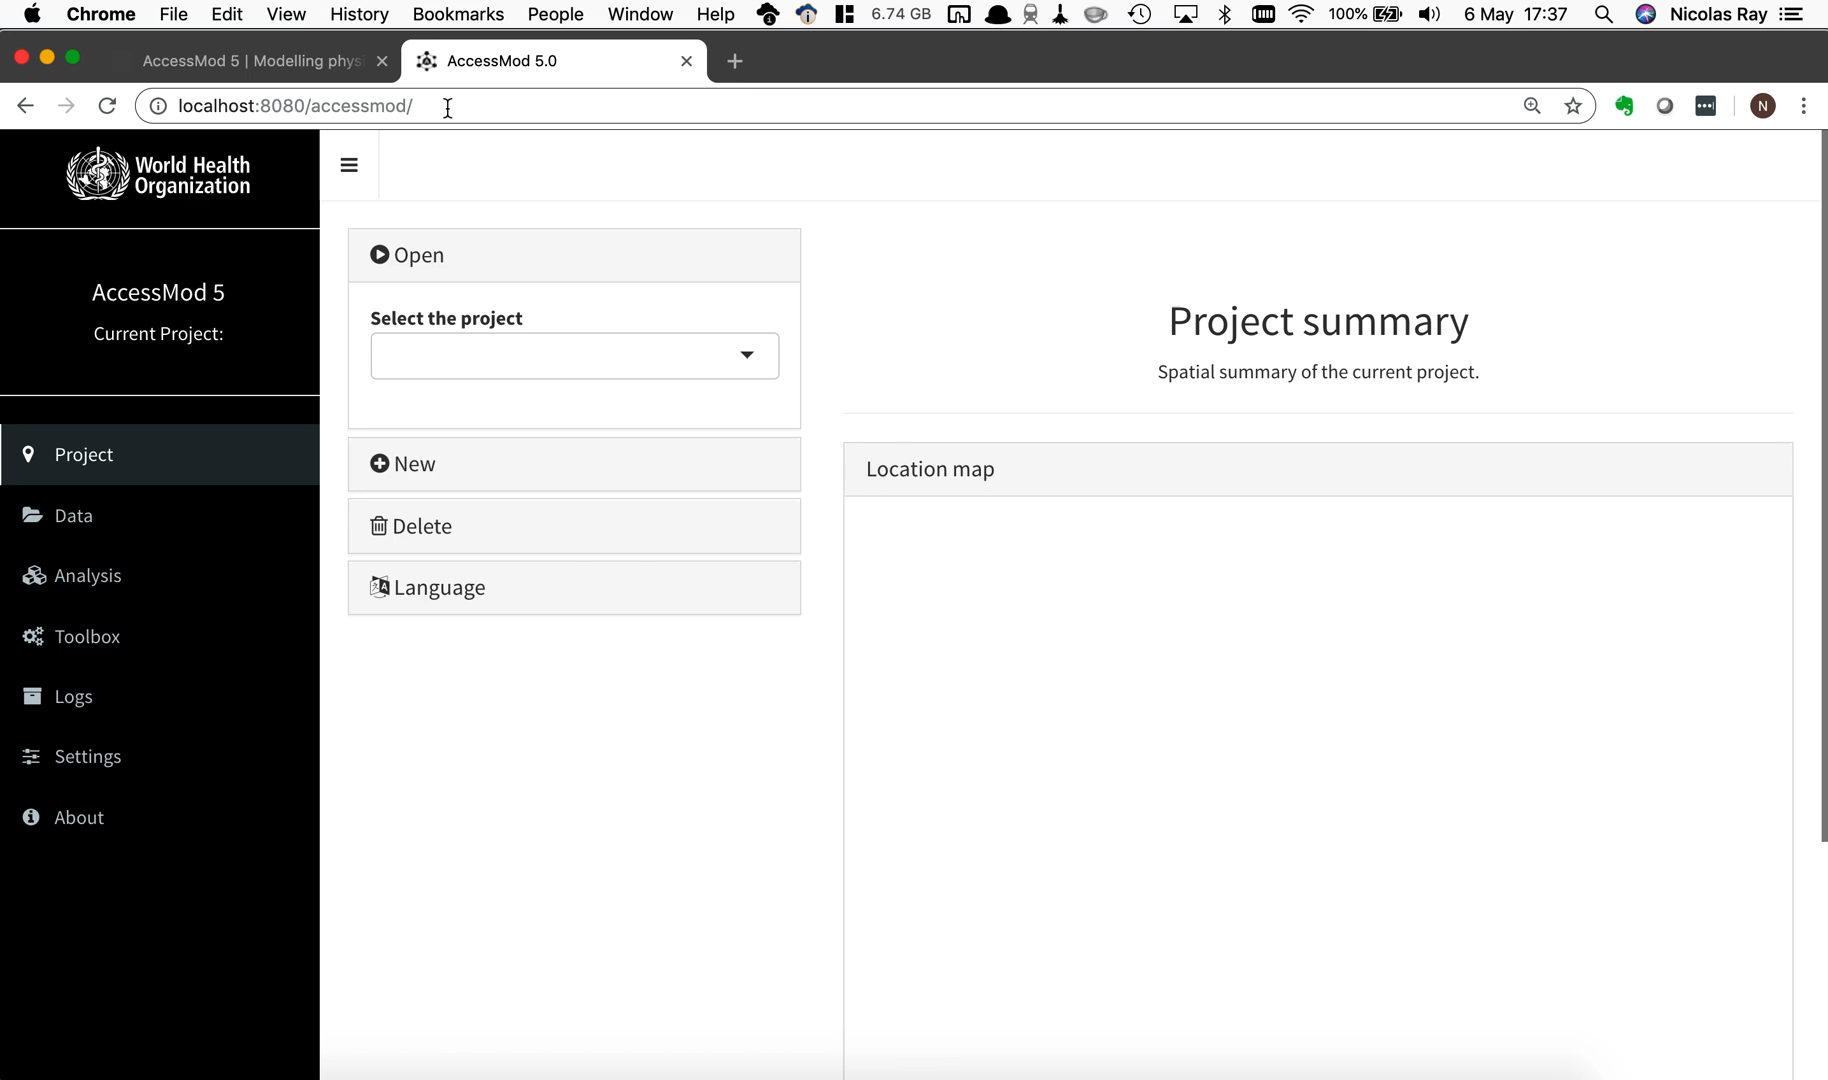 Chrome File Edit View History Bookmarks People Window Help 6.74 GB 100% 6 May 17:37 Nicolas Ray
AccessMod 5 | Modelling physi
AccessMod 5.0
localhost:8080/accessmod/
N
World Health
Organization
AccessMod 5
Current Project:
Project
Data
Analysis
Toolbox
Logs
Settings
About
Open
Select the project
New
Delete
Language
Project summary
Spatial summary of the current project.
Location map